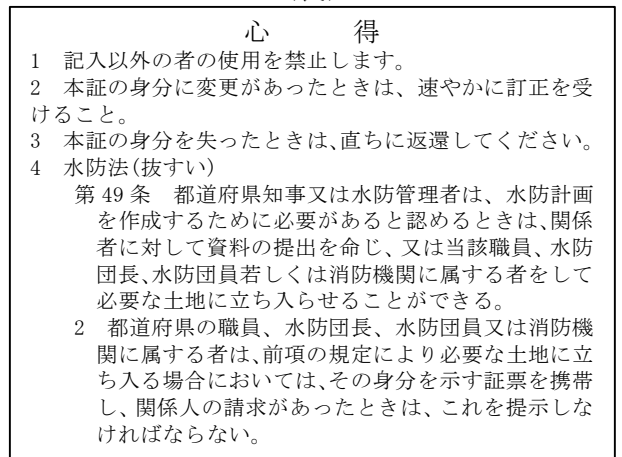 心　　　得
1　記入以外の者の使用を禁止します。
2　本証の身分に変更があったときは、速やかに訂正を受
けること。
3　本証の身分を失ったときは、直ちに返還してください。
4　水防法(抜すい)
第 49 条　都道府県知事又は水防管理者は、水防計画
を作成するために必要があると認めるときは、関係
者に対して資料の提出を命じ、又は当該職員、水防
団長、水防団員若しくは消防機関に属する者をして
必要な土地に立ち入らせることができる。
2　都道府県の職員、水防団長、水防団員又は消防機
関に属する者は、前項の規定により必要な土地に立
ち入る場合においては、その身分を示す証票を携帯
し、関係人の請求があったときは、これを提示しな
ければならない。